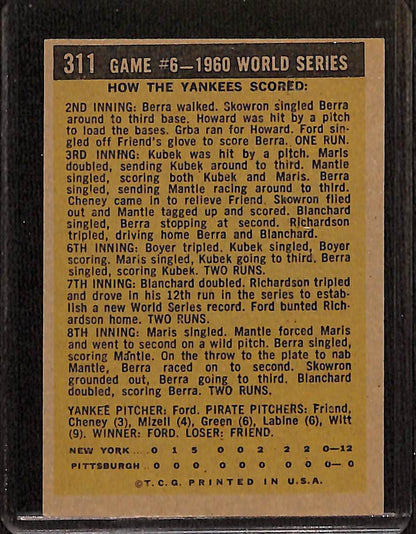 311 GAME #6—1960 WORLD SERIES
HOW THE YANKEES SCORED:
2ND INNING: Berra walked. Skowron singled Berra
around to third base. Howard was hit by a pitch
to load the bases. Grba ran for Howard. Ford sin-
gled off Friend's glove to score Berra. ONE RUN.
3RD INNING: Kubek was hit by a pitch. Maris
doubled, sending Kubek around to third. Mantle
singled, scoring both Kubek and Maris. Berra
singled, sending Mantle racing around to third.
Cheney came in to relieve Friend. Skowron flied
out and Mantle tagged up and scored. Blanchard
singled, Berra stopping at second. Richardson
tripled, driving home Berra and Blanchard.
6TH INNING: Boyer tripled. Kubek singled, Boyer
scoring. Maris singled, Kubek going to third. Berra
singled, scoring Kubek. TWO RUNS.
7TH INNING: Blanchard doubled. Richardson tripled
and drove in his 12th run in the series to estab-
lish a new World Series record. Ford bunted Rich-
ardson home. TWO RUNS.
8TH INNING: Maris singled. Mantle forced Maris
and went to second on a wild pitch. Berra singled,
scoring Mantle. On the throw to the plate to nab
Mantle, Berra raced on to second. Skowron
grounded out, Berra going to third. Blanchard
doubled, scoring Berra. TWO RUNS.
YANKEE PITCHER: Ford. PIRATE PITCHERS: Friend,
Cheney (3), Mizell (4), Green (6), Labine (6), Witt
(9). WINNER: FORD. LOSER: FRIEND.
NEW YORK ... 0 1 5 0 0 2 2 2 0—12
PITTSBURGH ... 0 0 0 0 0 0 0 0 0—0
©T.C.G. PRINTED IN U.S.A.